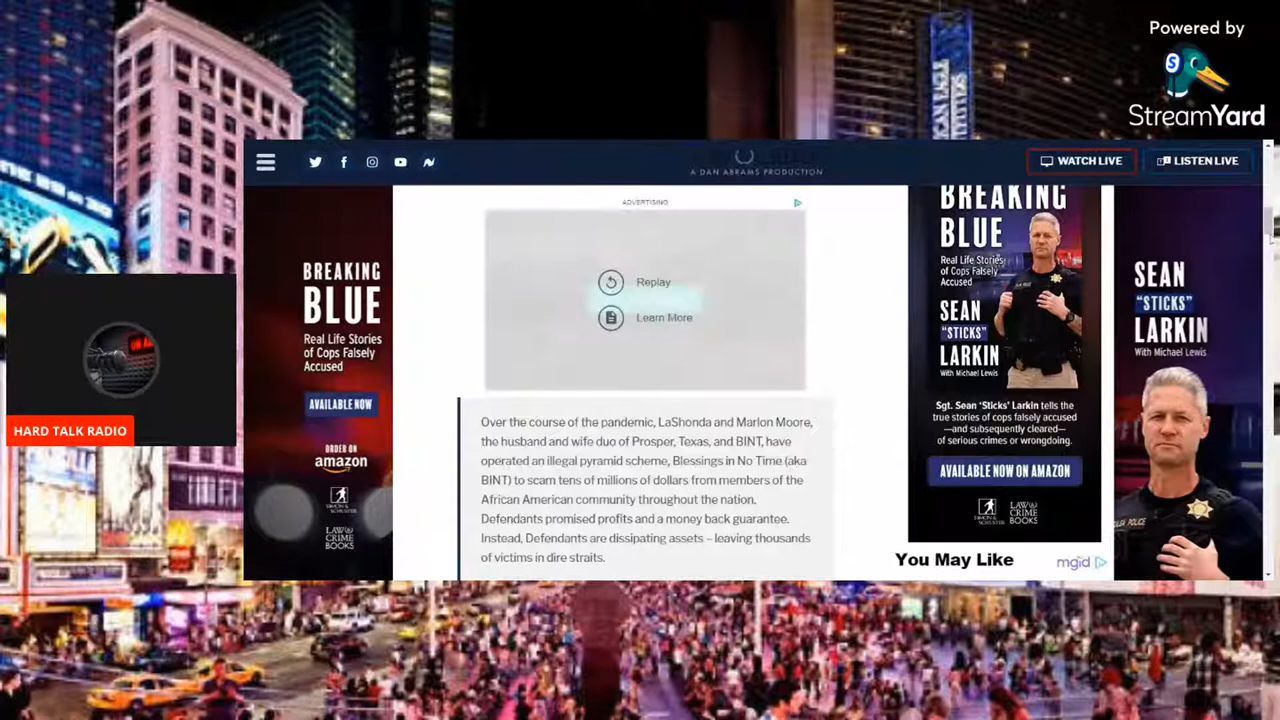 Powered by
StreamYard
HARD TALK RADIO
A DAN ABRAMS PRODUCTION
WATCH LIVE
LISTEN LIVE
BREAKING
BLUE
Real Life Stories
of Cops Falsely
Accused
AVAILABLE NOW
ORDER ON
amazon
SIMON &
SCHUSTER
LAW&
CRIME
BOOKS
ADVERTISING
Replay
Learn More
Over the course of the pandemic, LaShonda and Marlon Moore,
the husband and wife duo of Prosper, Texas, and BINT, have
operated an illegal pyramid scheme, Blessings in No Time (aka
BINT) to scam tens of millions of dollars from members of the
African American community throughout the nation.
Defendants promised profits and a money back guarantee.
Instead, Defendants are dissipating assets – leaving thousands
of victims in dire straits.
BREAKING
BLUE
Real Life Stories
of Cops Falsely
Accused
SEAN
"STICKS"
LARKIN
With Michael Lewis
Sgt. Sean 'Sticks' Larkin tells the
true stories of cops falsely accused
—and subsequently cleared—
of serious crimes or wrongdoing.
AVAILABLE NOW ON AMAZON
SIMON &
SCHUSTER
LAW&
CRIME
BOOKS
You May Like
mgid
SEAN
"STICKS"
LARKIN
With Michael Lewis
POLICE